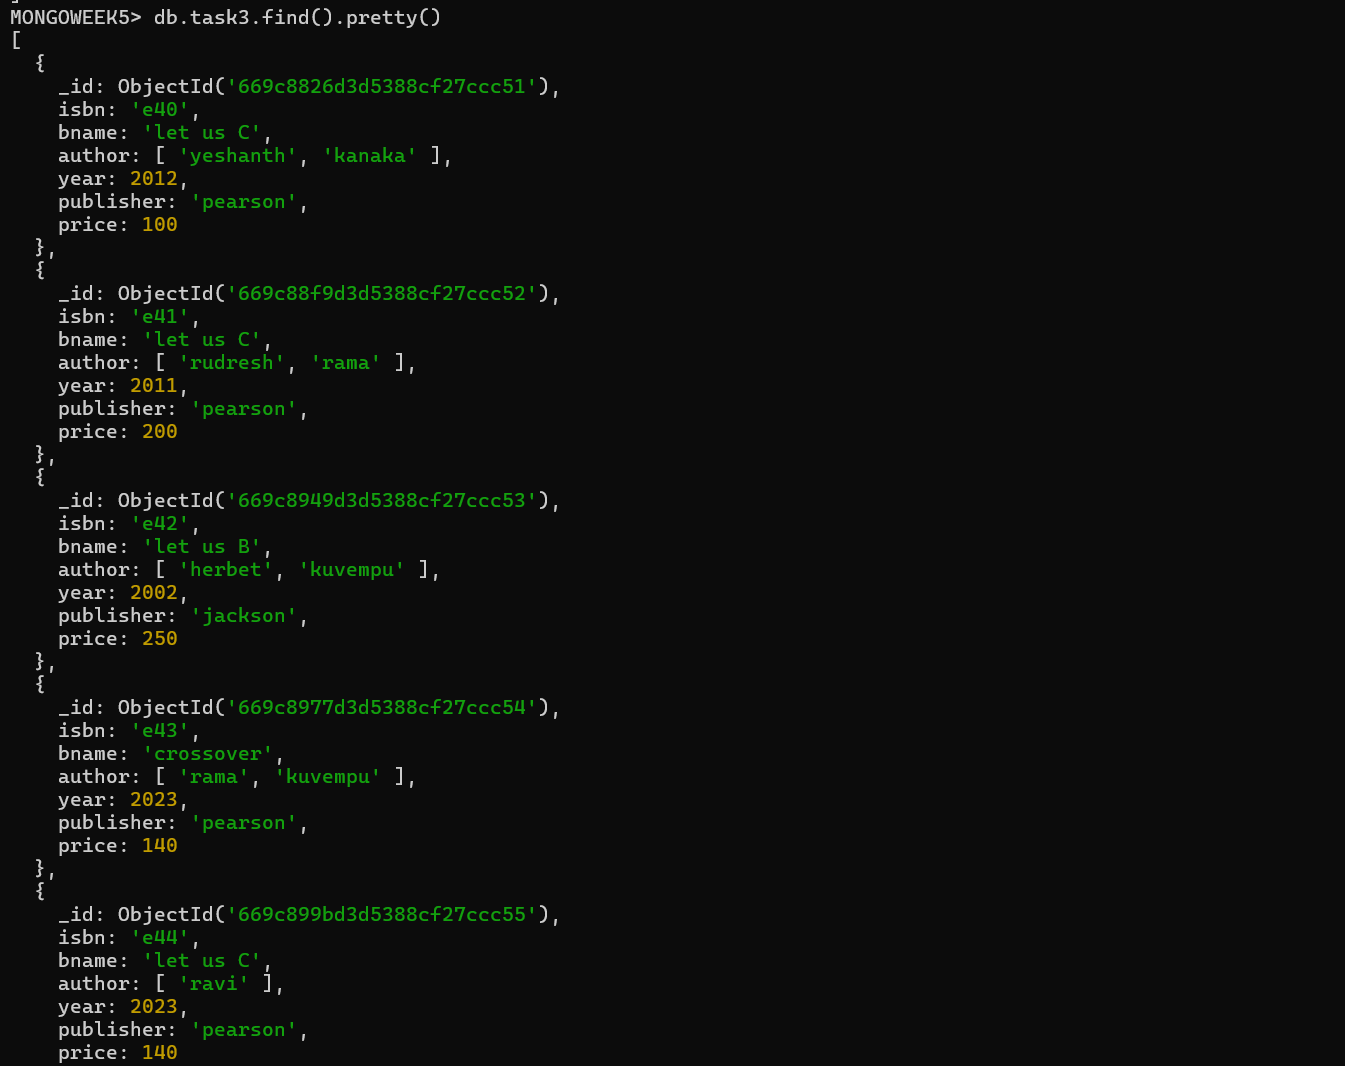 ]
MONGOWEEK5> db.task3.find().pretty()
[
  {
    _id: ObjectId('669c8826d3d5388cf27ccc51'),
    isbn: 'e40',
    bname: 'let us C',
    author: [ 'yeshanth', 'kanaka' ],
    year: 2012,
    publisher: 'pearson',
    price: 100
  },
  {
    _id: ObjectId('669c88f9d3d5388cf27ccc52'),
    isbn: 'e41',
    bname: 'let us C',
    author: [ 'rudresh', 'rama' ],
    year: 2011,
    publisher: 'pearson',
    price: 200
  },
  {
    _id: ObjectId('669c8949d3d5388cf27ccc53'),
    isbn: 'e42',
    bname: 'let us B',
    author: [ 'herbet', 'kuvempu' ],
    year: 2002,
    publisher: 'jackson',
    price: 250
  },
  {
    _id: ObjectId('669c8977d3d5388cf27ccc54'),
    isbn: 'e43',
    bname: 'crossover',
    author: [ 'rama', 'kuvempu' ],
    year: 2023,
    publisher: 'pearson',
    price: 140
  },
  {
    _id: ObjectId('669c899bd3d5388cf27ccc55'),
    isbn: 'e44',
    bname: 'let us C',
    author: [ 'ravi' ],
    year: 2023,
    publisher: 'pearson',
    price: 140